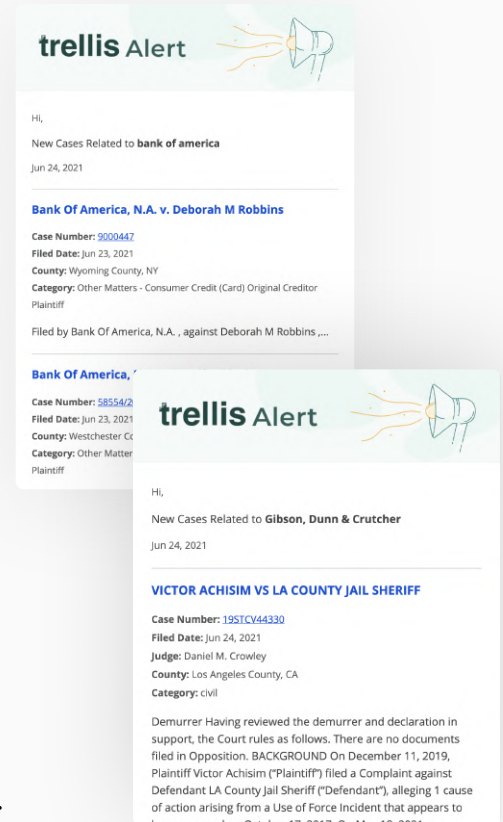 trellis Alert
Hi,
New Cases Related to bank of america
Jun 24, 2021
Bank Of America, N.A. v. Deborah M Robbins
Case Number: 9000447
Filed Date: Jun 23, 2021
County: Wyoming County, NY
Category: Other Matters - Consumer Credit (Card) Original Creditor
Plaintiff
Filed by Bank Of America, N.A. , against Deborah M Robbins ,...
Bank Of America,
Case Number: 58554/2
Filed Date: Jun 23, 2021
County: Westchester Co
Category: Other Matter
Plaintiff
trellis Alert
Hi,
New Cases Related to Gibson, Dunn & Crutcher
Jun 24, 2021
VICTOR ACHISIM VS LA COUNTY JAIL SHERIFF
Case Number: 19STCV44330
Filed Date: Jun 24, 2021
Judge: Daniel M. Crowley
County: Los Angeles County, CA
Category: civil
Demurrer Having reviewed the demurrer and declaration in
support, the Court rules as follows. There are no documents
filed in Opposition. BACKGROUND On December 11, 2019,
Plaintiff Victor Achisim ("Plaintiff") filed a Complaint against
Defendant LA County Jail Sheriff ("Defendant"), alleging 1 cause
of action arising from a Use of Force Incident that appears to